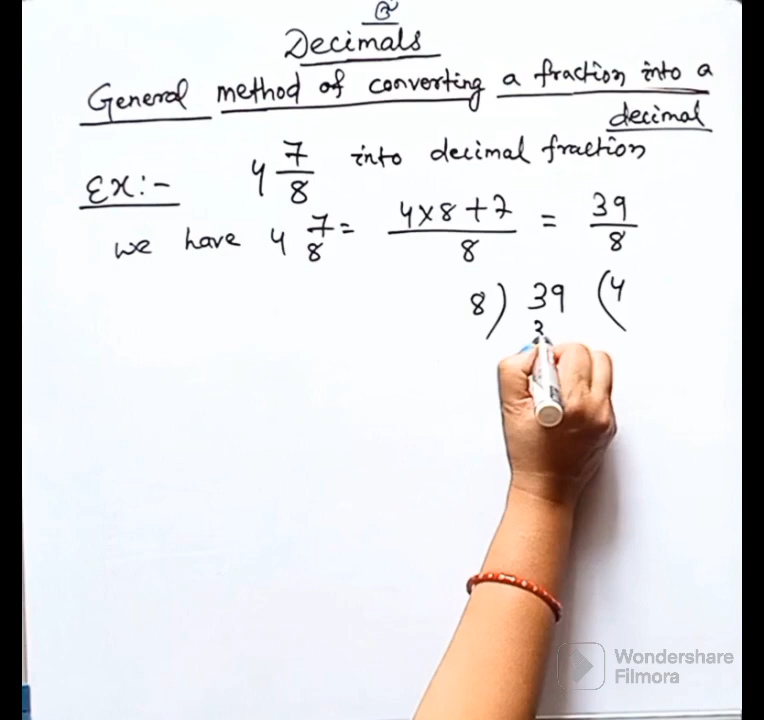 Decimals
General method of converting a fraction into a
decimal
Ex:- 4 7/8 into decimal fraction
we have 4 7/8 = 4×8+7/8 = 39/8
8) 39 (4
3
Wondershare
Filmora